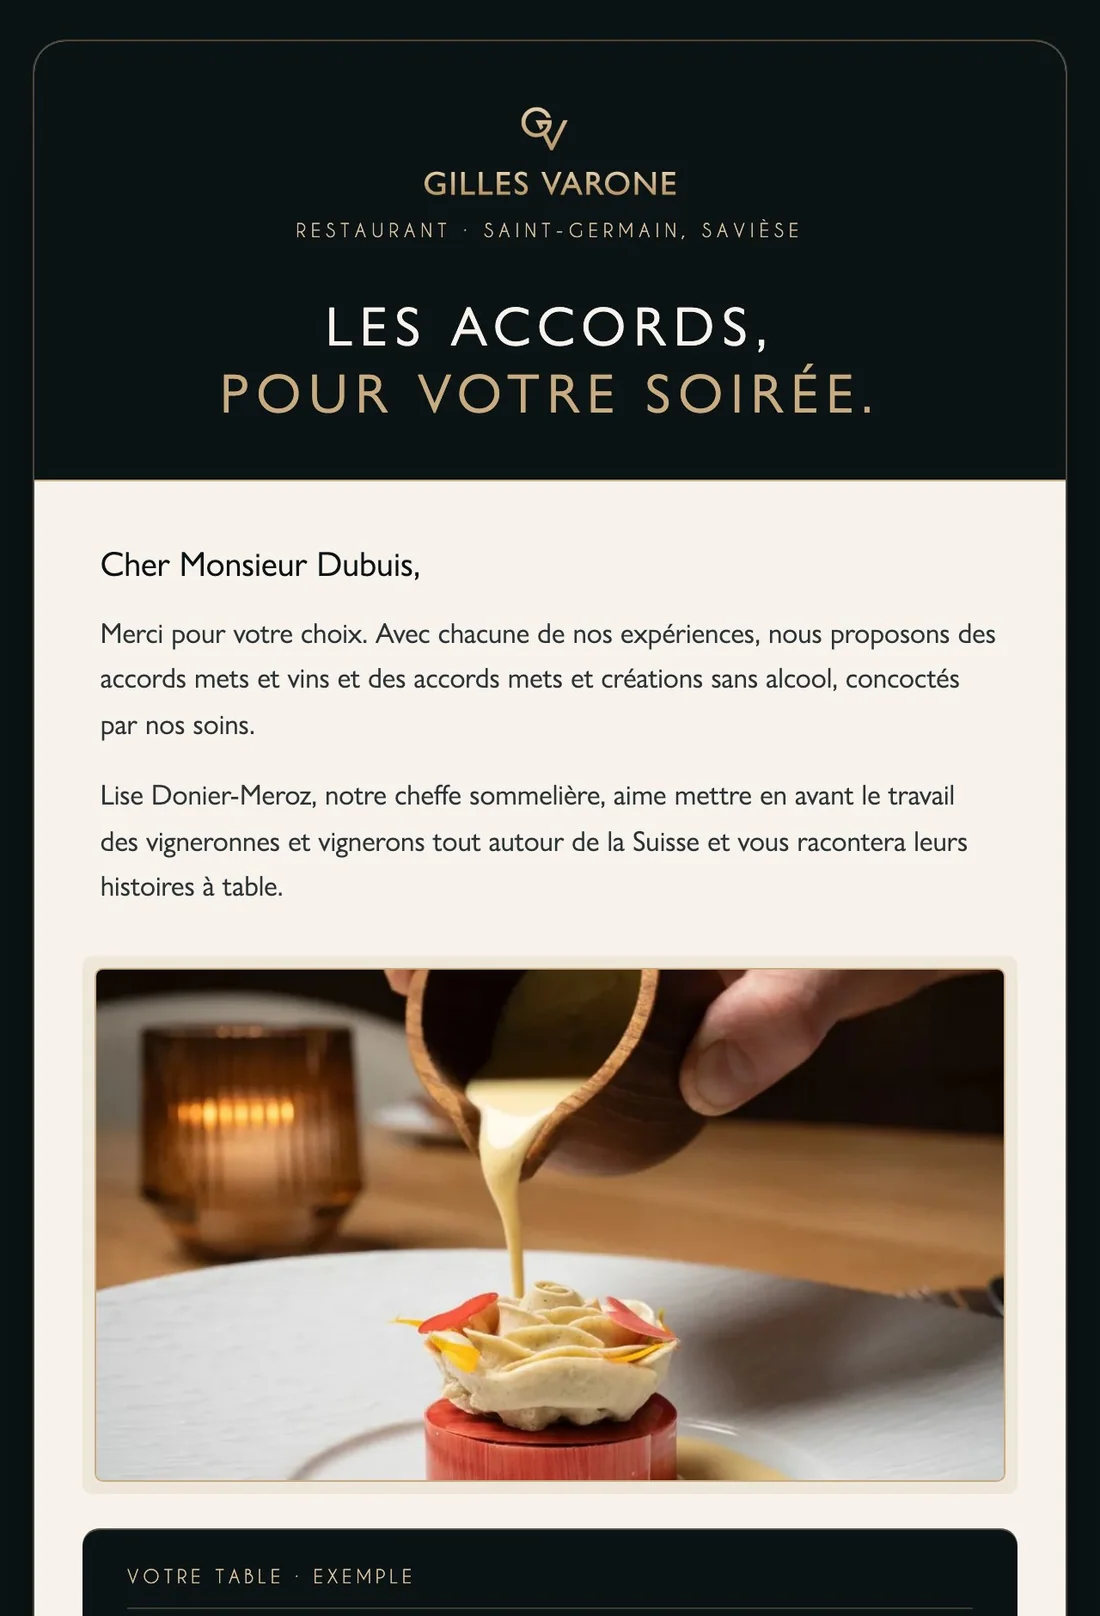 GV
GILLES VARONE
RESTAURANT · SAINT-GERMAIN, SAVIÈSE
LES ACCORDS,
POUR VOTRE SOIRÉE.
Cher Monsieur Dubuis,
Merci pour votre choix. Avec chacune de nos expériences, nous proposons des
accords mets et vins et des accords mets et créations sans alcool, concoctés
par nos soins.
Lise Donier-Meroz, notre cheffe sommelière, aime mettre en avant le travail
des vigneronnes et vignerons tout autour de la Suisse et vous racontera leurs
histoires à table.
VOTRE TABLE · EXEMPLE